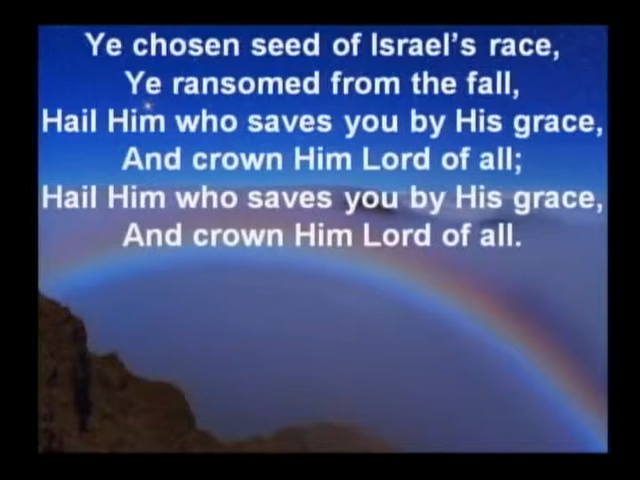 Ye chosen seed of Israel's race,
Ye ransomed from the fall,
Hail Him who saves you by His grace,
And crown Him Lord of all;
Hail Him who saves you by His grace,
And crown Him Lord of all.